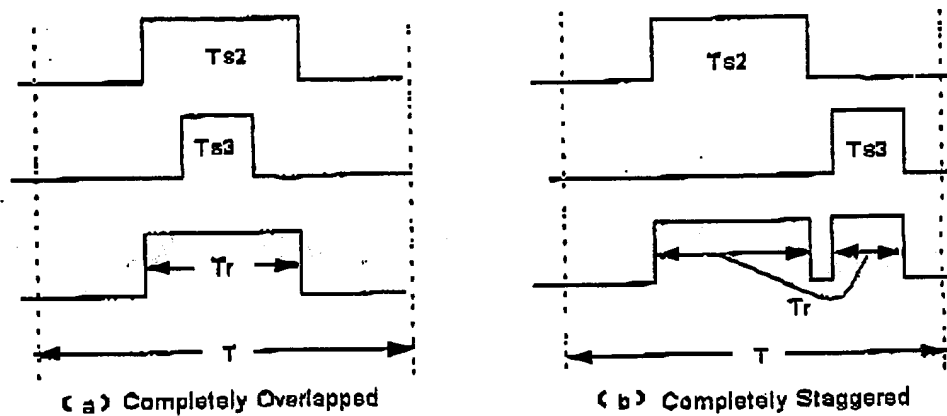 Ts2
Ts2
Ts3
Ts3
Tr
Tr
T
T
(a) Completely Overlapped
(b) Completely Staggered